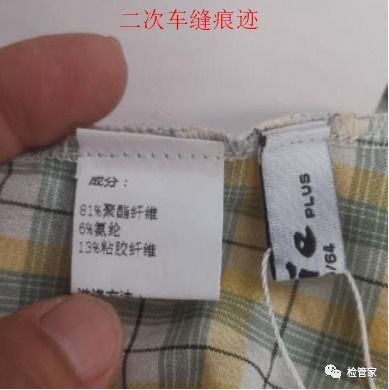 二次车缝痕迹
成分：
81%聚酯纤维
6%氨纶
13%粘胶纤维
PLUS
/64
检管家